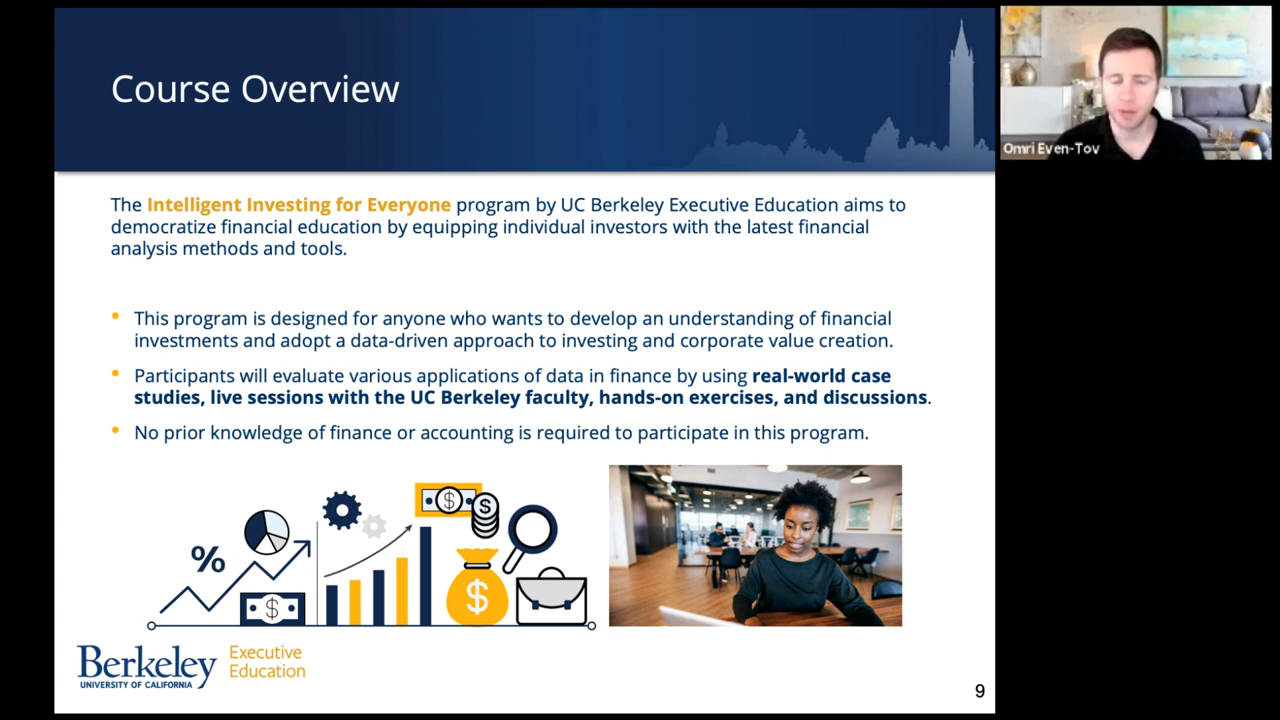 Course Overview
Omri Even-Tov
The Intelligent Investing for Everyone program by UC Berkeley Executive Education aims to
democratize financial education by equipping individual investors with the latest financial
analysis methods and tools.
• This program is designed for anyone who wants to develop an understanding of financial
investments and adopt a data-driven approach to investing and corporate value creation.
• Participants will evaluate various applications of data in finance by using real-world case
studies, live sessions with the UC Berkeley faculty, hands-on exercises, and discussions.
• No prior knowledge of finance or accounting is required to participate in this program.
%
$
$
$
$
Berkeley
UNIVERSITY OF CALIFORNIA
Executive
Education
9